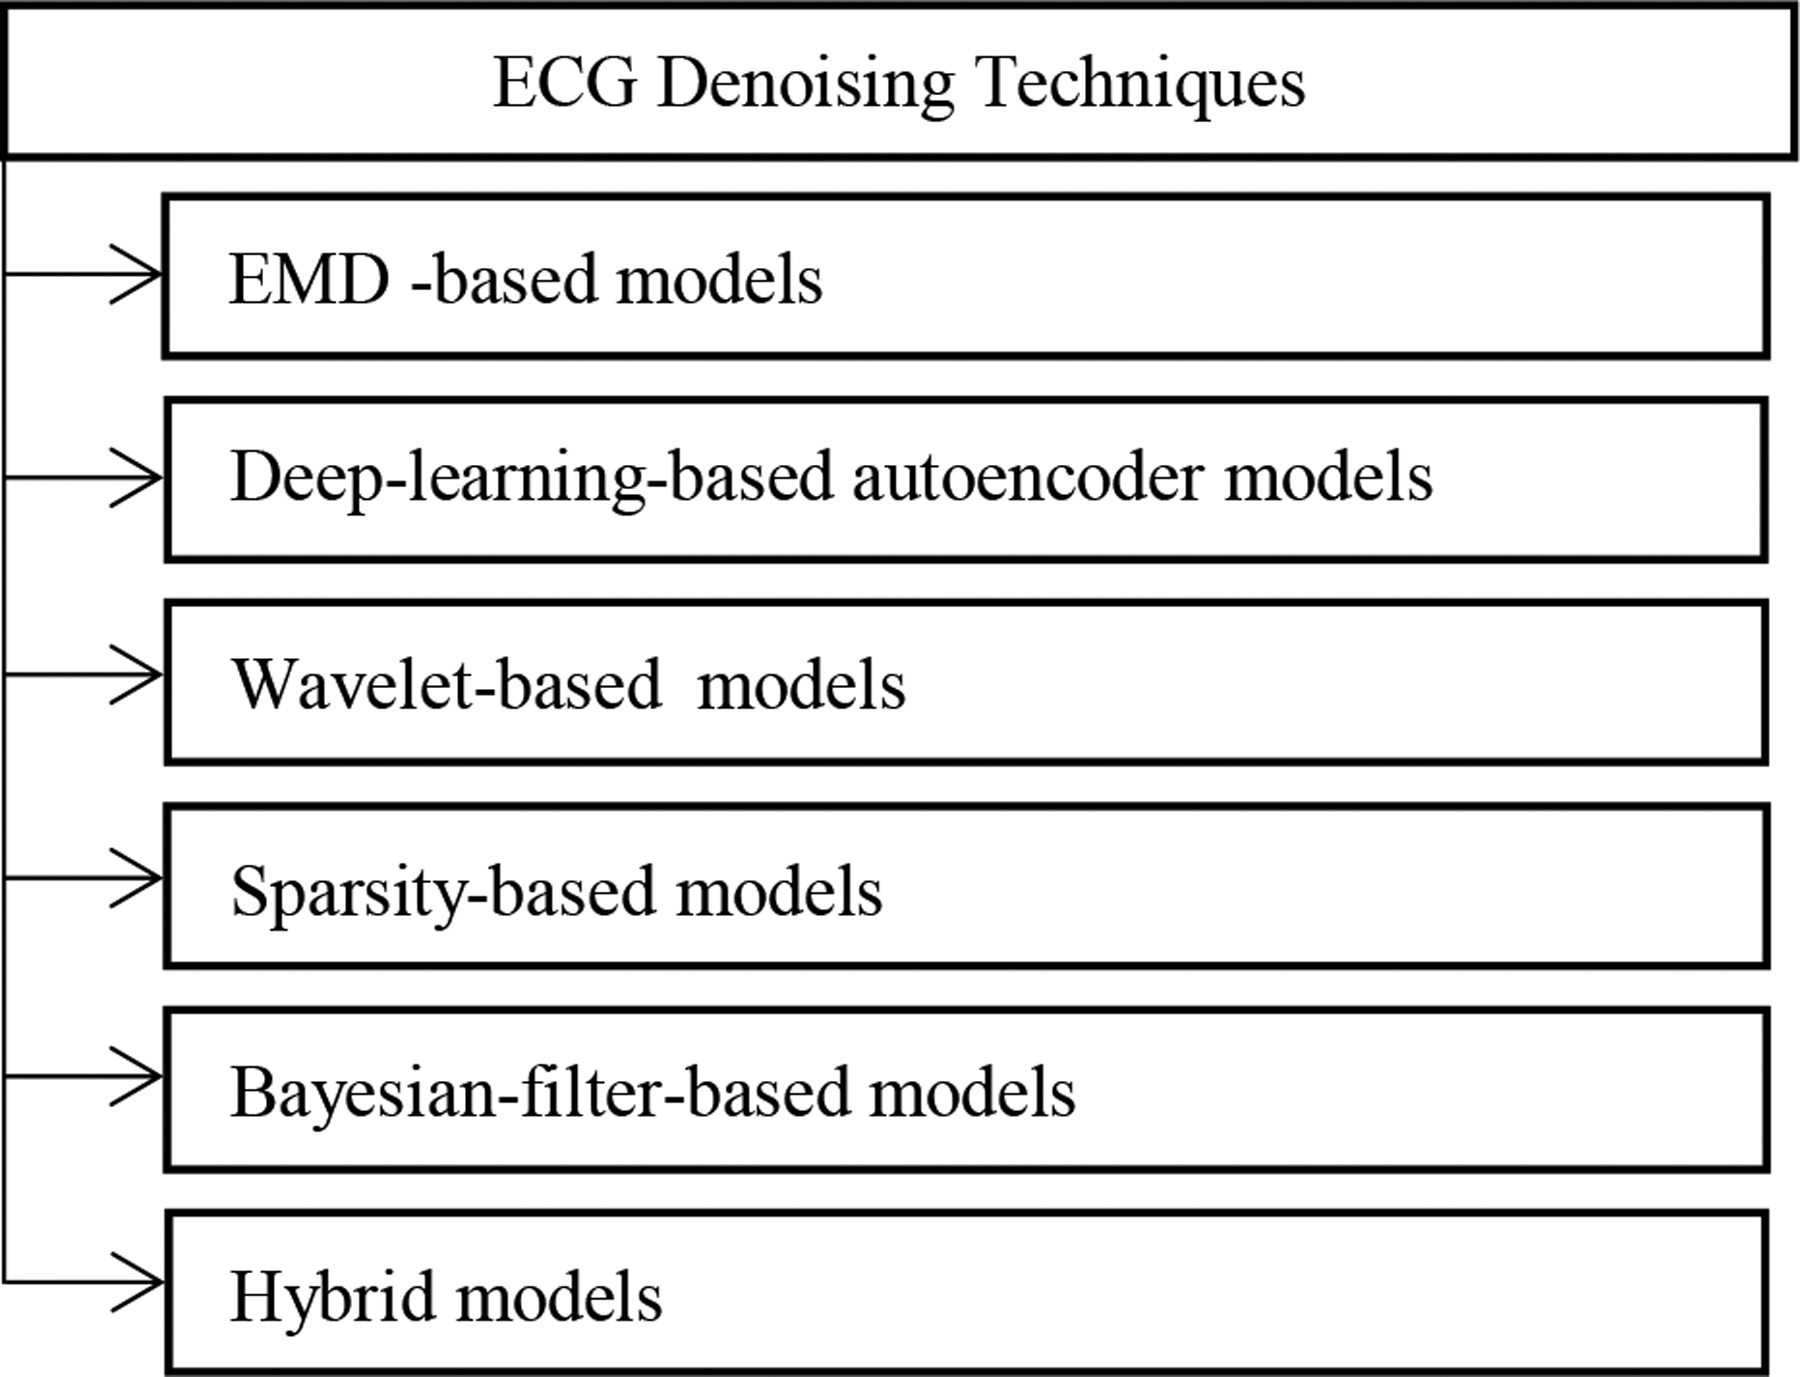 ECG Denoising Techniques
EMD -based models
Deep-learning-based autoencoder models
Wavelet-based  models
Sparsity-based models
Bayesian-filter-based models
Hybrid models